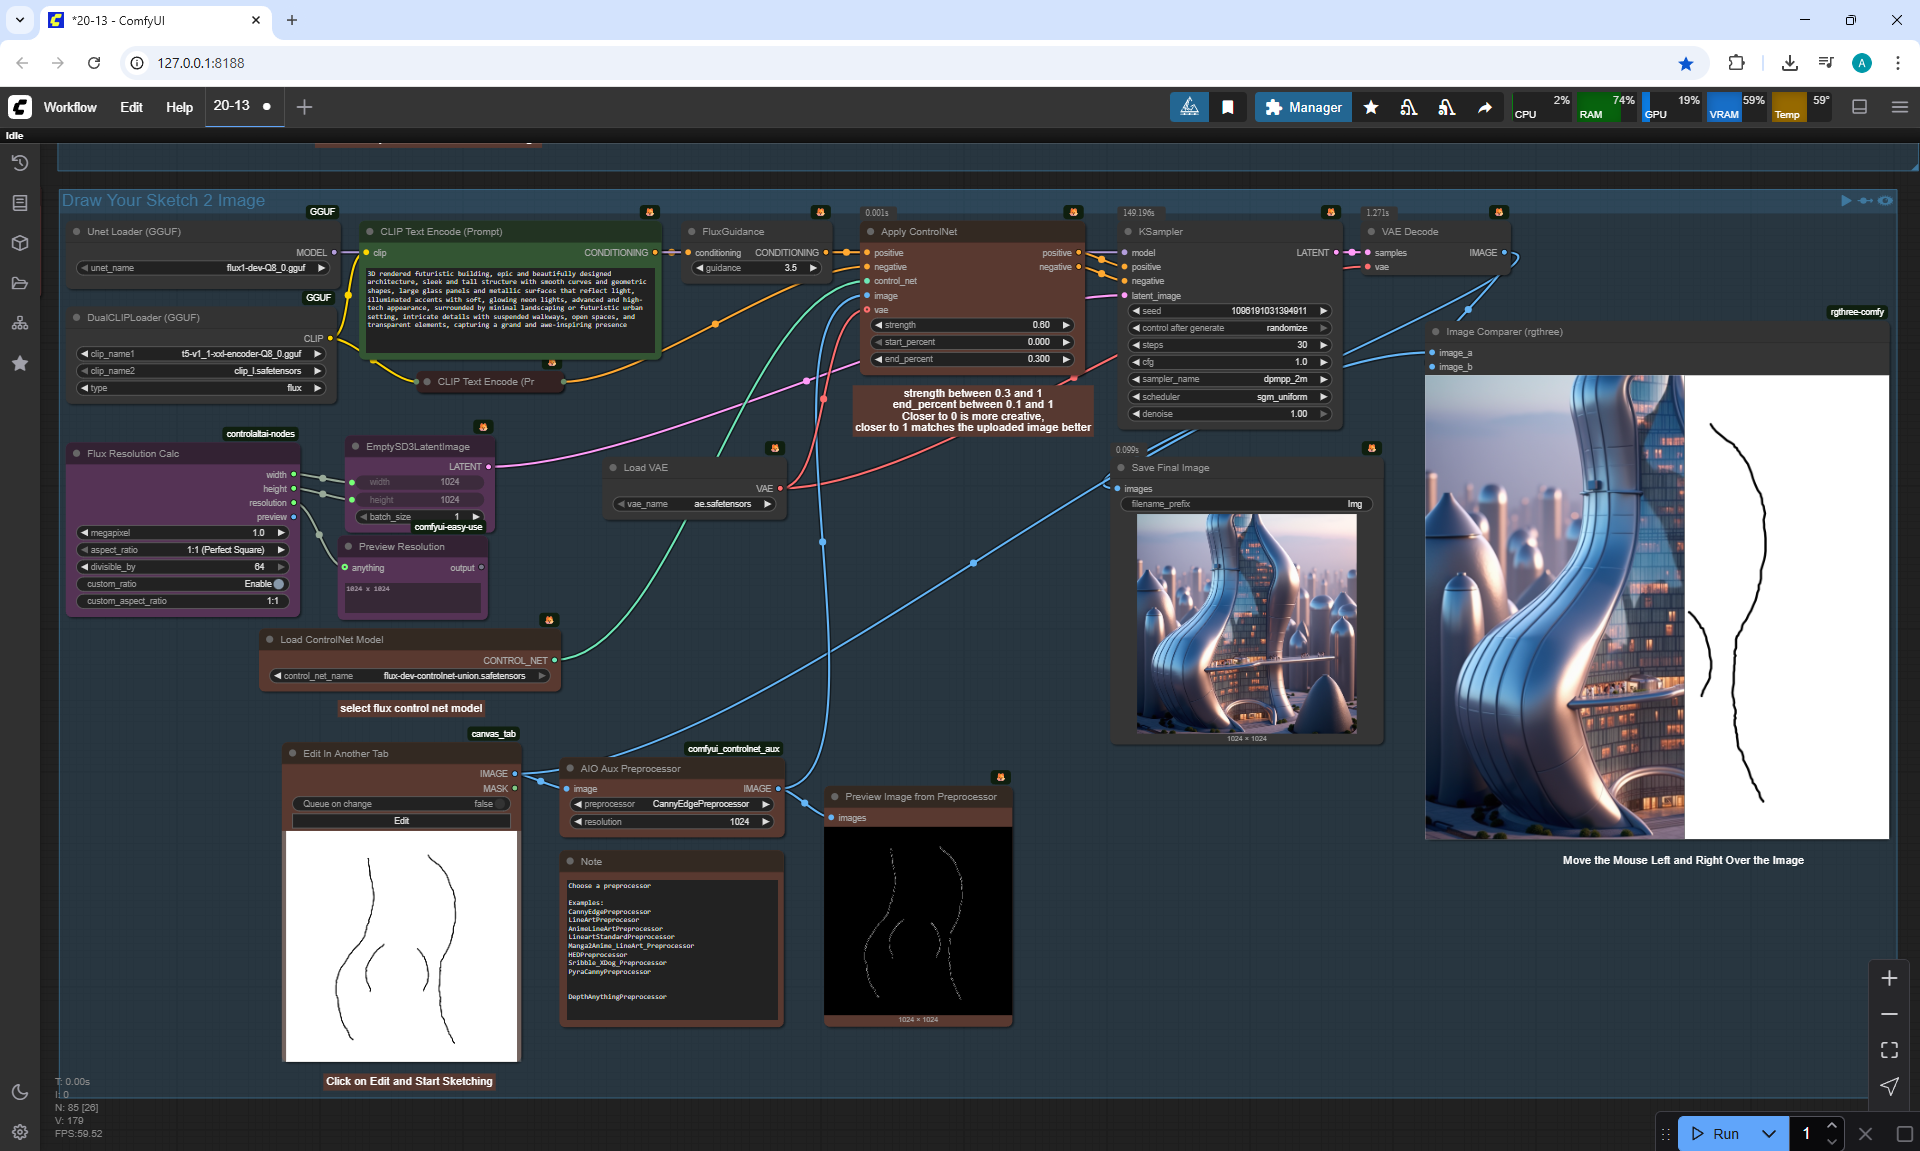 *20-13 - ComfyUI
127.0.0.1:8188
A
Workflow
Edit
Help
20-13
Manager
CPU
2%
RAM
74%
GPU
19%
VRAM
59%
Temp
59°
Idle
Draw Your Sketch 2 Image
GGUF
Unet Loader (GGUF)
MODEL
unet_name
flux1-dev-Q8_0.gguf
GGUF
DualCLIPLoader (GGUF)
CLIP
clip_name1
t5-v1_1-xxl-encoder-Q8_0.gguf
clip_name2
clip_l.safetensors
type
flux
CLIP Text Encode (Prompt)
clip
CONDITIONING
3D rendered futuristic building, epic and beautifully designed
architecture, sleek and tall structure with smooth curves and geometric
shapes, large glass panels and metallic surfaces that reflect light,
illuminated accents with soft, glowing neon lights, advanced and high-
tech appearance, surrounded by minimal landscaping or futuristic urban
setting, intricate details with suspended walkways, open spaces, and
transparent elements, capturing a grand and awe-inspiring presence
CLIP Text Encode (Pr
FluxGuidance
conditioning
CONDITIONING
guidance
3.5
0.001s
Apply ControlNet
positive
positive
negative
negative
control_net
image
vae
strength
0.60
start_percent
0.000
end_percent
0.300
strength between 0.3 and 1
end_percent between 0.1 and 1
Closer to 0 is more creative,
closer to 1 matches the uploaded image better
149.196s
KSampler
model
LATENT
positive
negative
latent_image
seed
1096191031394911
control after generate
randomize
steps
30
cfg
1.0
sampler_name
dpmpp_2m
scheduler
sgm_uniform
denoise
1.00
1.271s
VAE Decode
samples
IMAGE
vae
rgthree-comfy
Image Comparer (rgthree)
image_a
image_b
Move the Mouse Left and Right Over the Image
controlaltai-nodes
Flux Resolution Calc
width
height
resolution
preview
megapixel
1.0
aspect_ratio
1:1 (Perfect Square)
divisible_by
64
custom_ratio
Enable
custom_aspect_ratio
1:1
EmptySD3LatentImage
LATENT
width
1024
height
1024
batch_size
1
comfyui-easy-use
Preview Resolution
anything
output
1024 x 1024
Load VAE
VAE
vae_name
ae.safetensors
0.099s
Save Final Image
images
filename_prefix
Img
1024 × 1024
Load ControlNet Model
CONTROL_NET
control_net_name
flux-dev-controlnet-union.safetensors
select flux control net model
canvas_tab
Edit In Another Tab
IMAGE
MASK
Queue on change
false
Edit
Click on Edit and Start Sketching
comfyui_controlnet_aux
AIO Aux Preprocessor
image
IMAGE
preprocessor
CannyEdgePreprocessor
resolution
1024
Note
Choose a preprocessor
Examples:
CannyEdgePreprocessor
LineArtPreprocesor
AnimeLineArtPreprocessor
LineartStandardPreprocessor
Manga2Anime_LineArt_Preprocessor
HEDPreprocessor
Sribble_XDog_Preprocessor
PyraCannyPreprocessor
DepthAnythingPreprocessor
Preview Image from Preprocessor
images
1024 × 1024
T: 0.00s
I: 0
N: 85 [26]
V: 179
FPS:59.52
Run
1